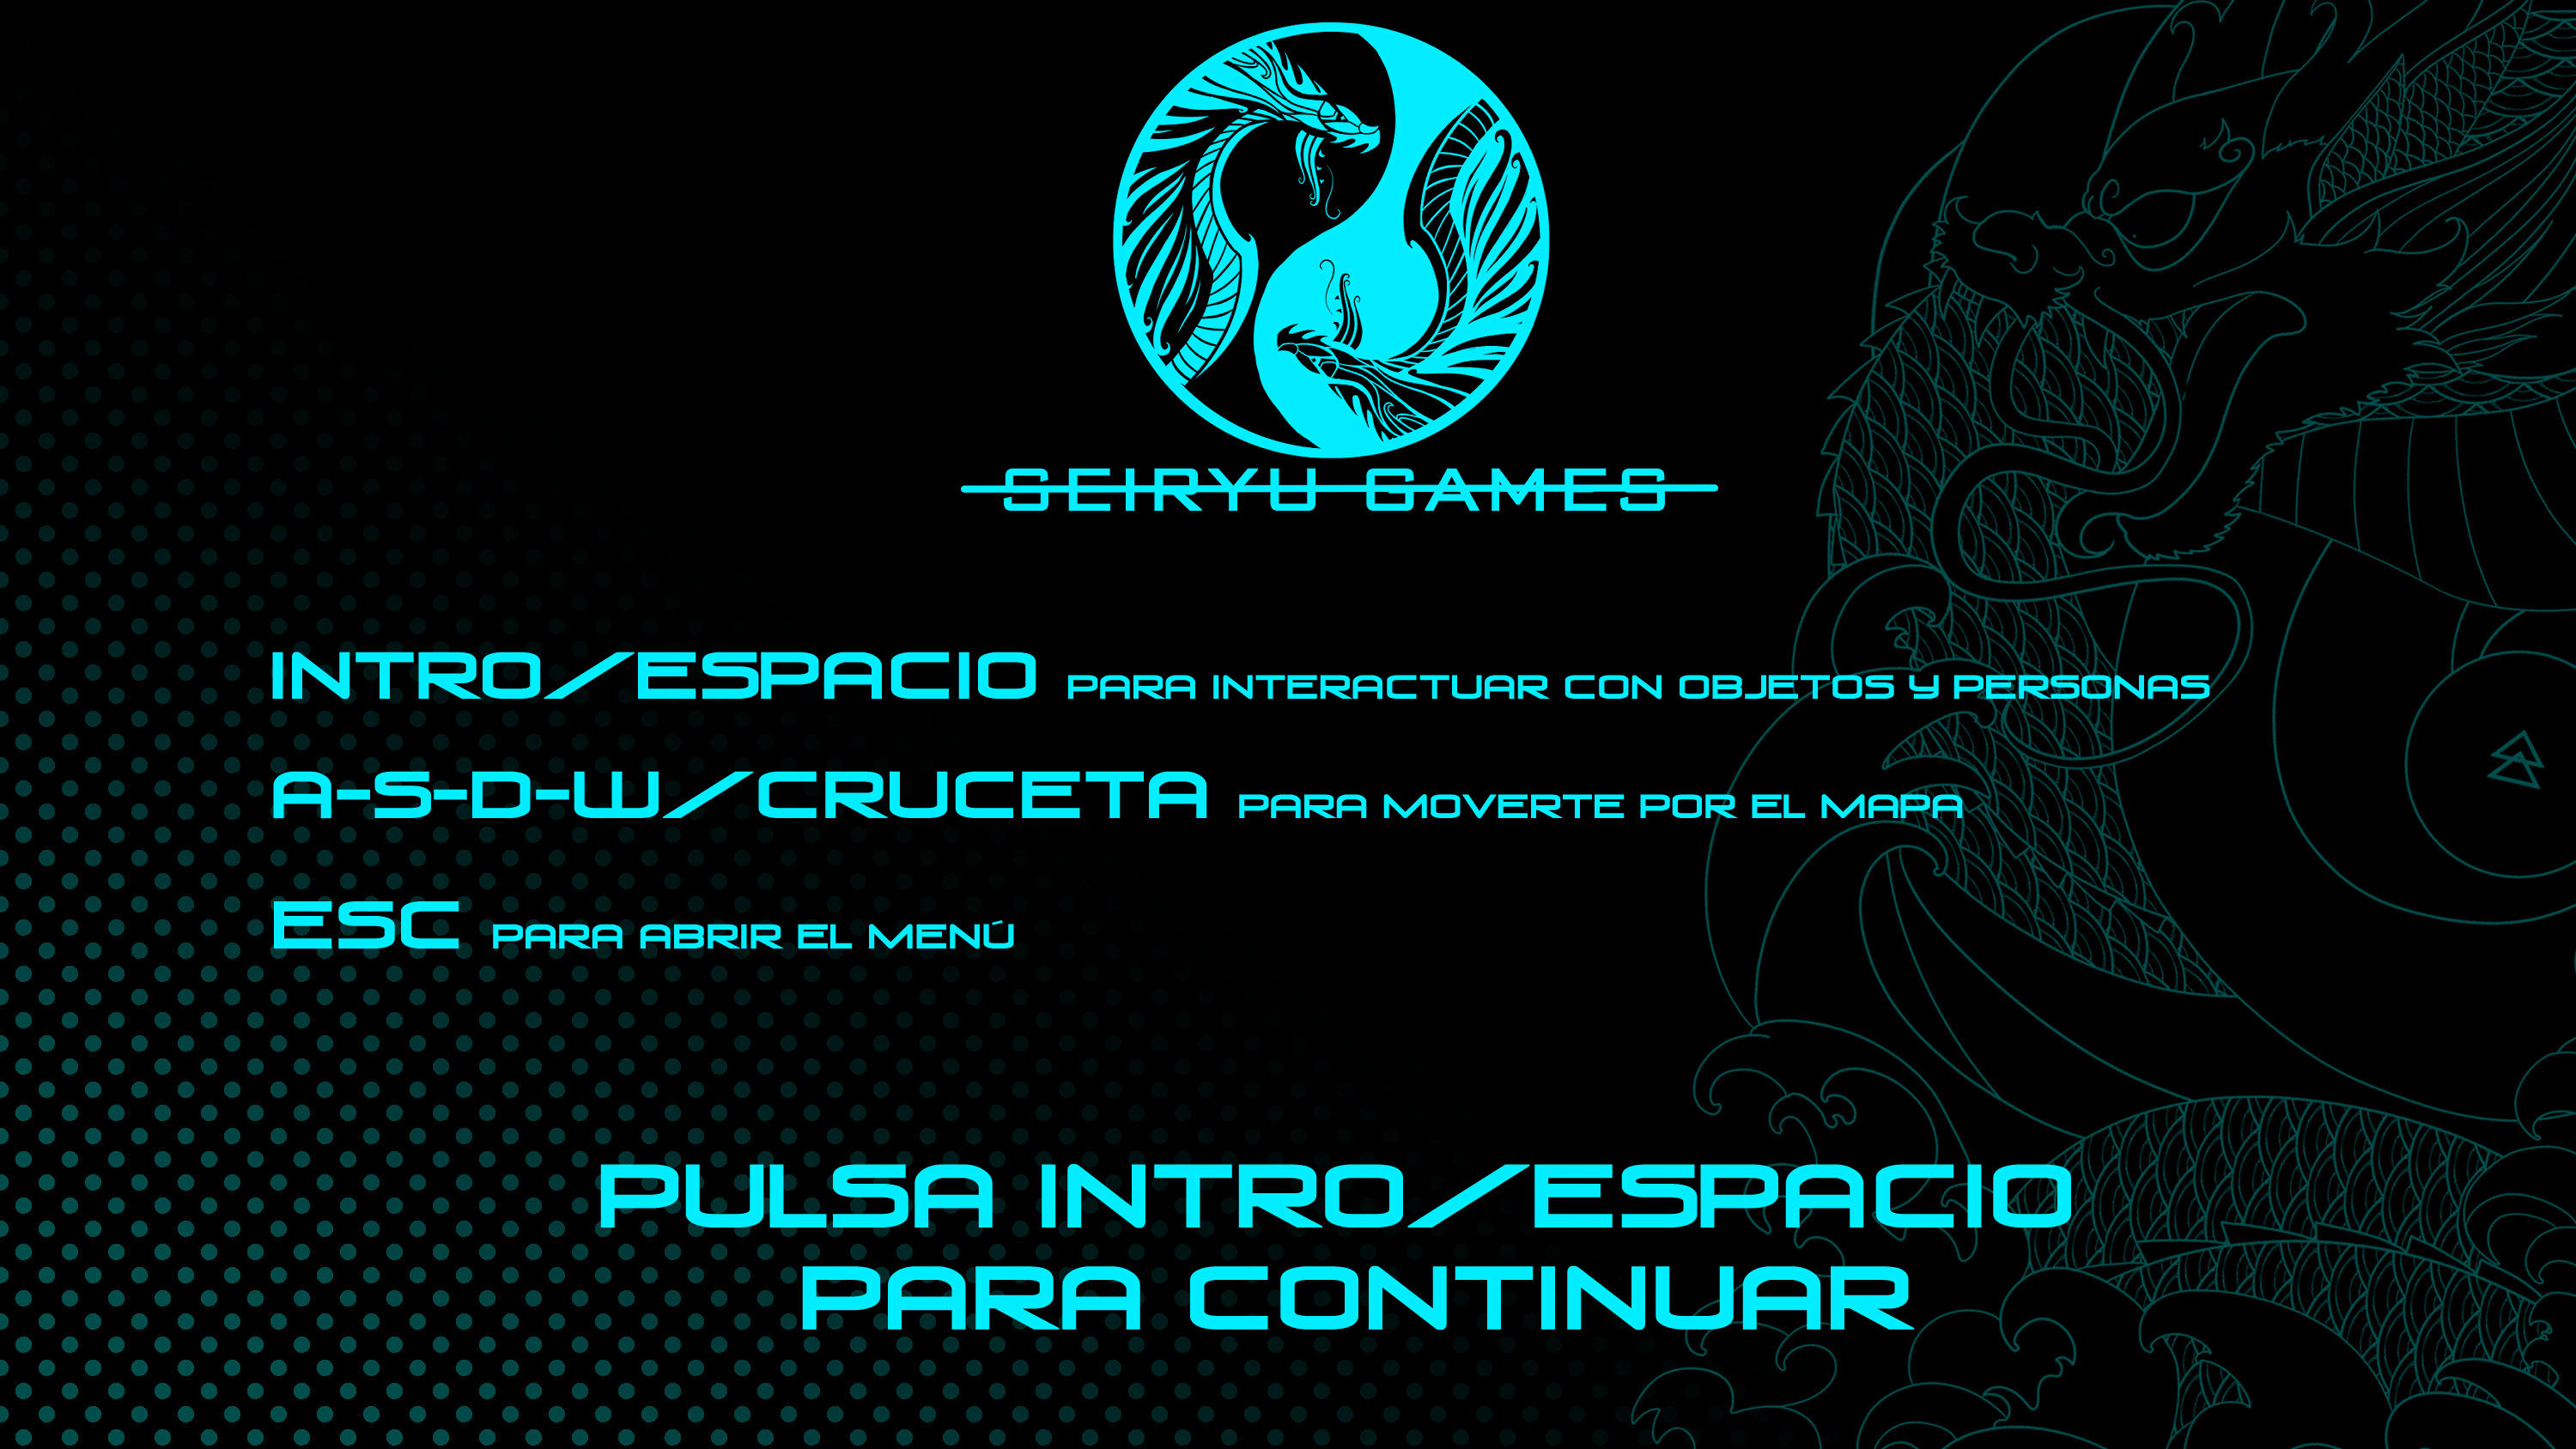 SEIRYU GAMES
INTRO/ESPACIO PARA INTERACTUAR CON OBJETOS Y PERSONAS
A-S-D-W/CRUCETA PARA MOVERTE POR EL MAPA
ESC PARA ABRIR EL MENÚ
PULSA INTRO/ESPACIO
PARA CONTINUAR